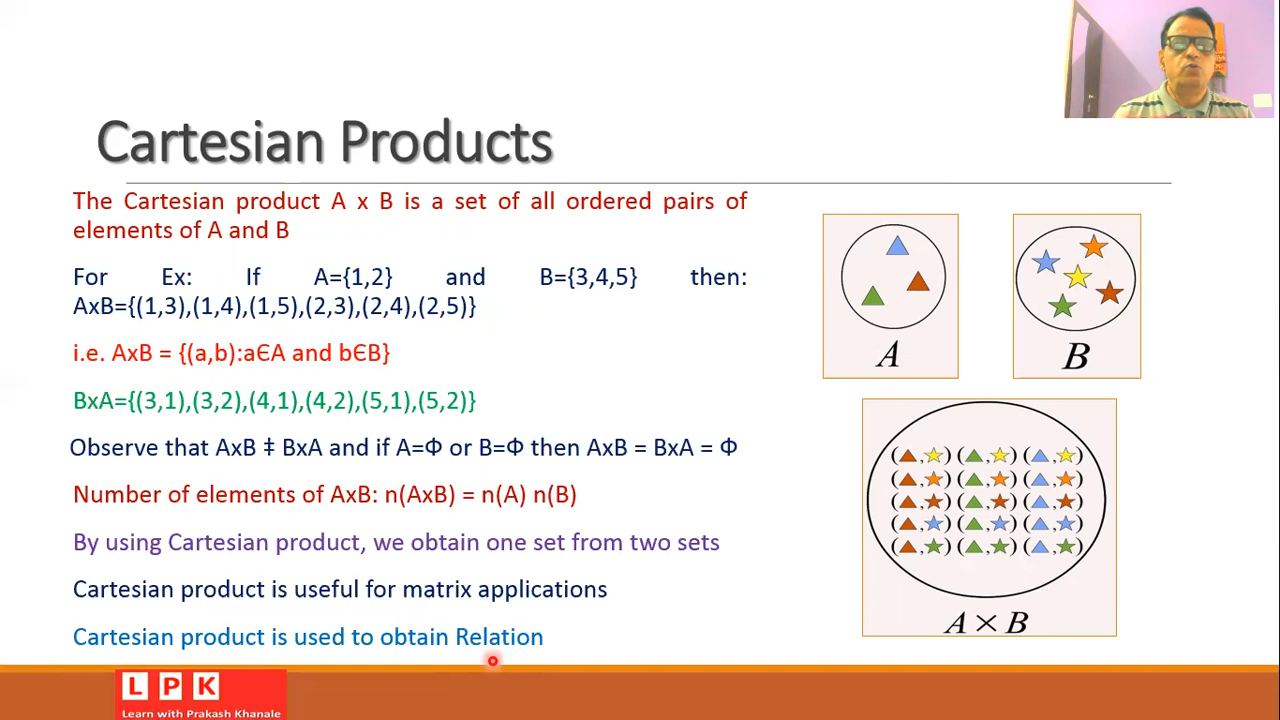 Cartesian Products
The Cartesian product A x B is a set of all ordered pairs of
elements of A and B
For Ex: If A={1,2} and B={3,4,5} then:
AxB={(1,3),(1,4),(1,5),(2,3),(2,4),(2,5)}
i.e. AxB = {(a,b):aЄA and bЄB}
BxA={(3,1),(3,2),(4,1),(4,2),(5,1),(5,2)}
Observe that AxB ‡ BxA and if A=Φ or B=Φ then AxB = BxA = Φ
Number of elements of AxB: n(AxB) = n(A) n(B)
By using Cartesian product, we obtain one set from two sets
Cartesian product is useful for matrix applications
Cartesian product is used to obtain Relation
A
B
A × B
L P K
Learn with Prakash Khanale